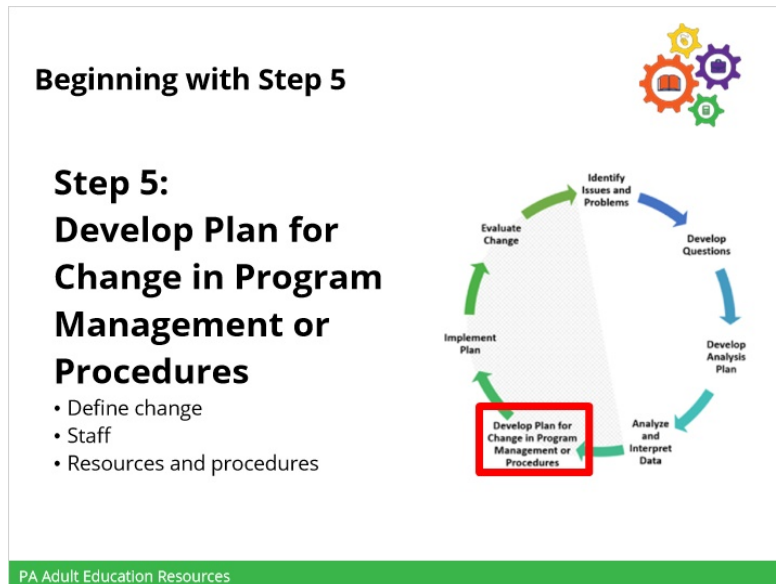 Beginning with Step 5
Step 5:
Develop Plan for
Change in Program
Management or
Procedures
• Define change
• Staff
• Resources and procedures
Identify
Issues and
Problems
Develop
Questions
Develop
Analysis
Plan
Analyze
and
Interpret
Data
Develop Plan for
Change in Program
Management or
Procedures
Implement
Plan
Evaluate
Change
PA Adult Education Resources